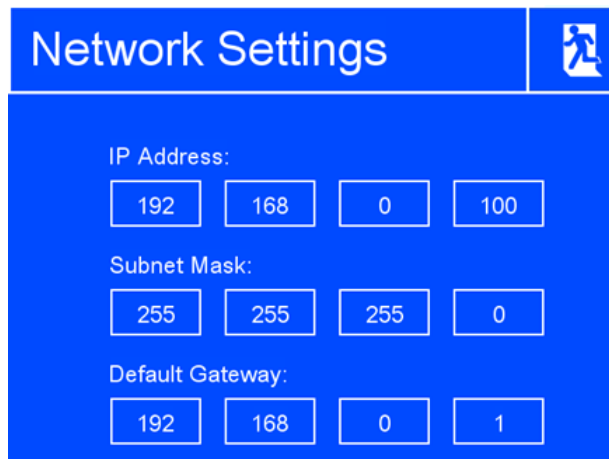 Network Settings
IP Address:
192 168 0 100
Subnet Mask:
255 255 255 0
Default Gateway:
192 168 0 1